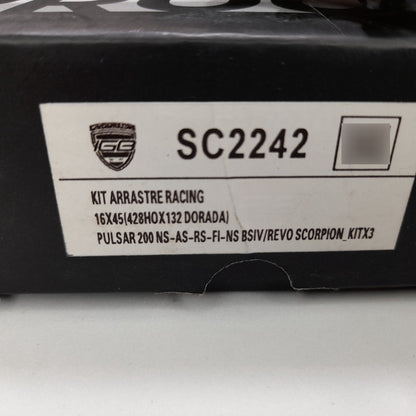 SC2242
KIT ARRASTRE RACING
16X45(428HOX132 DORADA)
PULSAR 200 NS-AS-RS-FI-NS BSIV/REVO SCORPION_KITX3